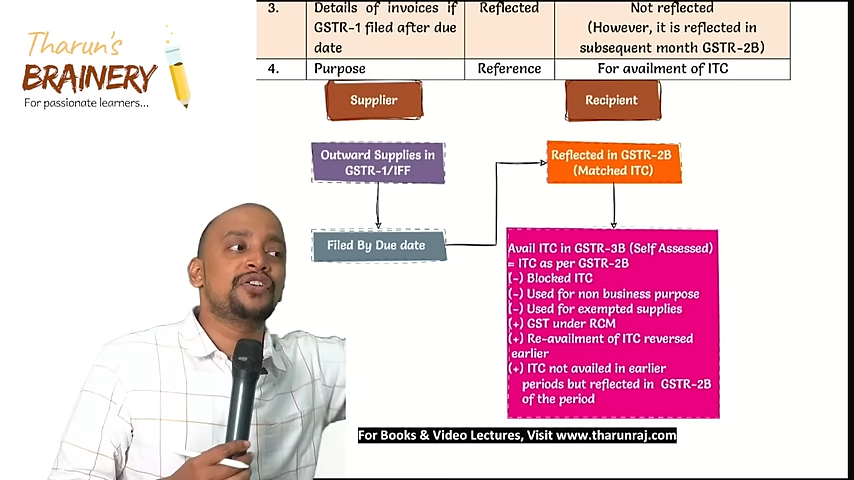 Tharun's
BRAINERY
For passionate learners...
3.
Details of invoices if
GSTR-1 filed after due
date
Reflected
Not reflected
(However, it is reflected in
subsequent month GSTR-2B)
4.
Purpose
Reference
For availment of ITC
Supplier
Recipient
Outward Supplies in
GSTR-1/IFF
Reflected in GSTR-2B
(Matched ITC)
Filed By Due date
Avail ITC in GSTR-3B (Self Assessed)
= ITC as per GSTR-2B
(-) Blocked ITC
(-) Used for non business purpose
(-) Used for exempted supplies
(+) GST under RCM
(+) Re-availment of ITC reversed
earlier
(+) ITC not availed in earlier
periods but reflected in GSTR-2B
of the period
For Books & Video Lectures, Visit www.tharunraj.com